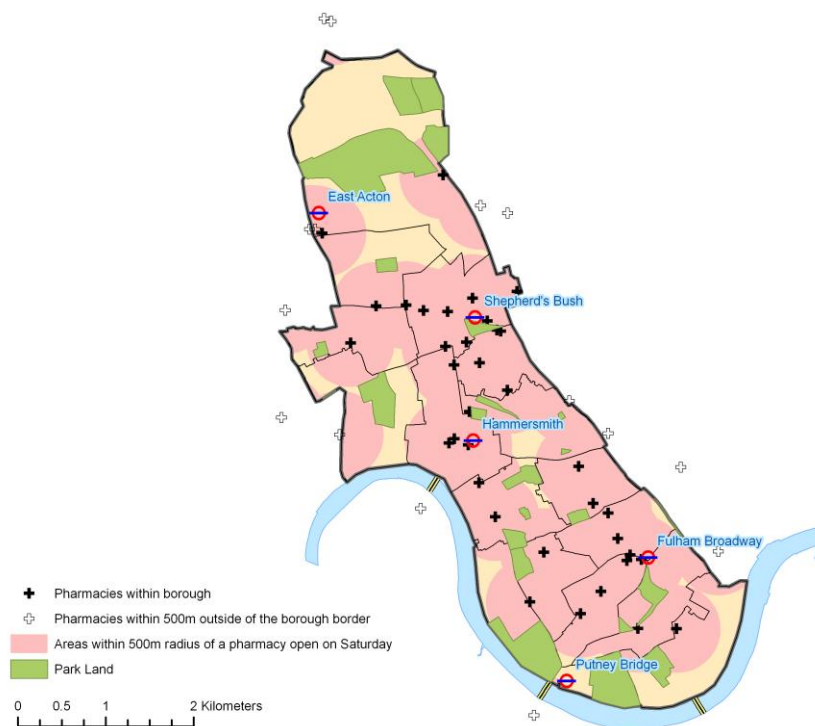 East Acton
Shepherd's Bush
Hammersmith
Fulham Broadway
Putney Bridge
Pharmacies within borough
Pharmacies within 500m outside of the borough border
Areas within 500m radius of a pharmacy open on Saturday
Park Land
0 0.5 1 2 Kilometers